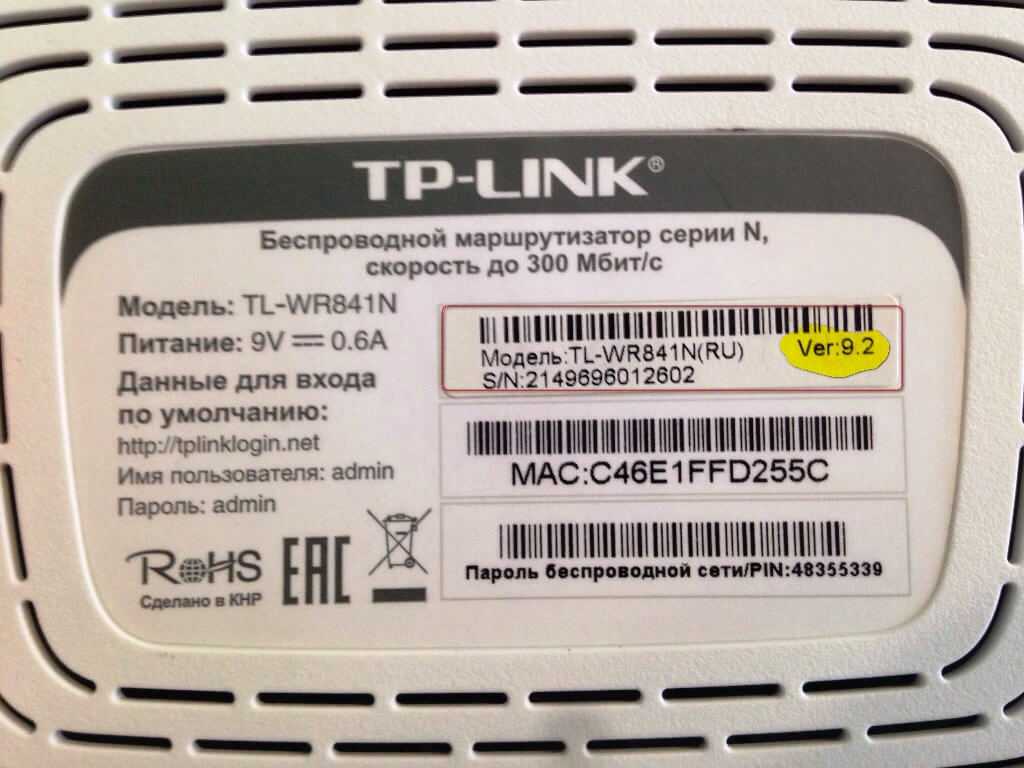 TP-LINK®
Беспроводной маршрутизатор серии N,
скорость до 300 Мбит/с
Модель: TL-WR841N
Питание: 9V ⎓ 0.6A
Данные для входа
по умолчанию:
http://tplinklogin.net
Имя пользователя: admin
Пароль: admin
RoHS
Сделано в КНР
EAC
Модель:TL-WR841N(RU) Ver:9.2
S/N:2149696012602
MAC:C46E1FFD255C
Пароль беспроводной сети/PIN:48355339